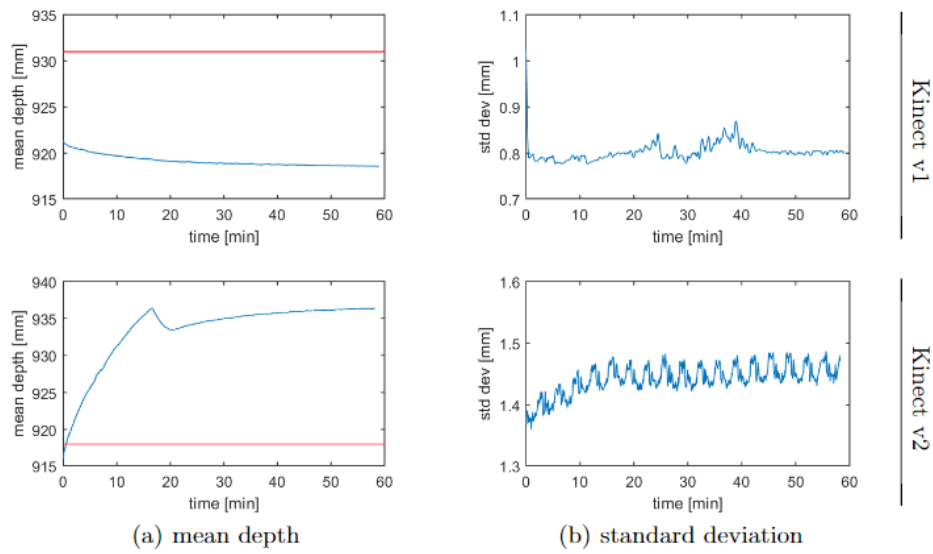 935
930
925
920
915
mean depth [mm]
0 10 20 30 40 50 60
time [min]
1.1
1
0.9
0.8
0.7
std dev [mm]
0 10 20 30 40 50 60
time [min]
Kinect v1
940
935
930
925
920
915
mean depth [mm]
0 10 20 30 40 50 60
time [min]
1.6
1.5
1.4
1.3
std dev [mm]
0 10 20 30 40 50 60
time [min]
Kinect v2
(a) mean depth
(b) standard deviation